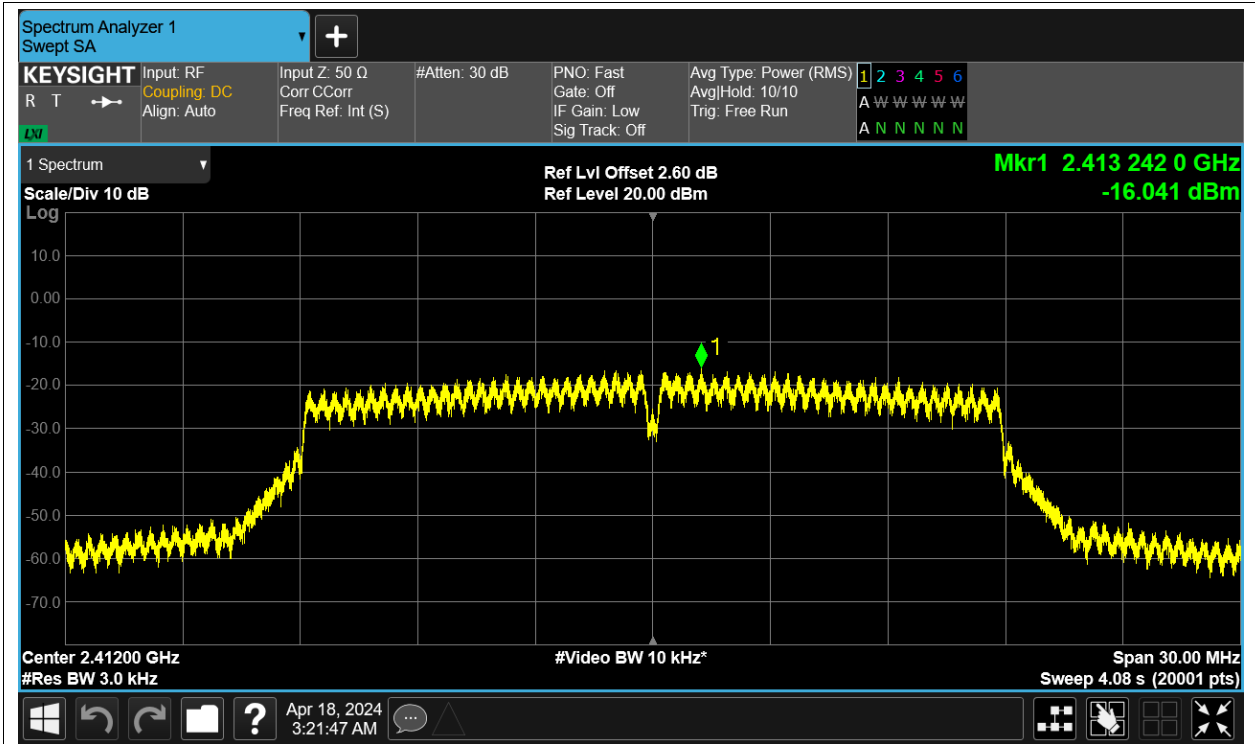 Spectrum Analyzer 1
Swept SA
KEYSIGHT
R T
LXI
Input: RF
Coupling: DC
Align: Auto
Input Z: 50 Ω
Corr CCorr
Freq Ref: Int (S)
#Atten: 30 dB
PNO: Fast
Gate: Off
IF Gain: Low
Sig Track: Off
Avg Type: Power (RMS)
Avg|Hold: 10/10
Trig: Free Run
1 2 3 4 5 6
A W W W W W
A N N N N N
1 Spectrum
Scale/Div 10 dB
Log
Ref Lvl Offset 2.60 dB
Ref Level 20.00 dBm
Mkr1 2.413 242 0 GHz
-16.041 dBm
10.0
0.00
-10.0
-20.0
-30.0
-40.0
-50.0
-60.0
-70.0
1
Center 2.41200 GHz
#Res BW 3.0 kHz
#Video BW 10 kHz*
Span 30.00 MHz
Sweep 4.08 s (20001 pts)
?
Apr 18, 2024
3:21:47 AM